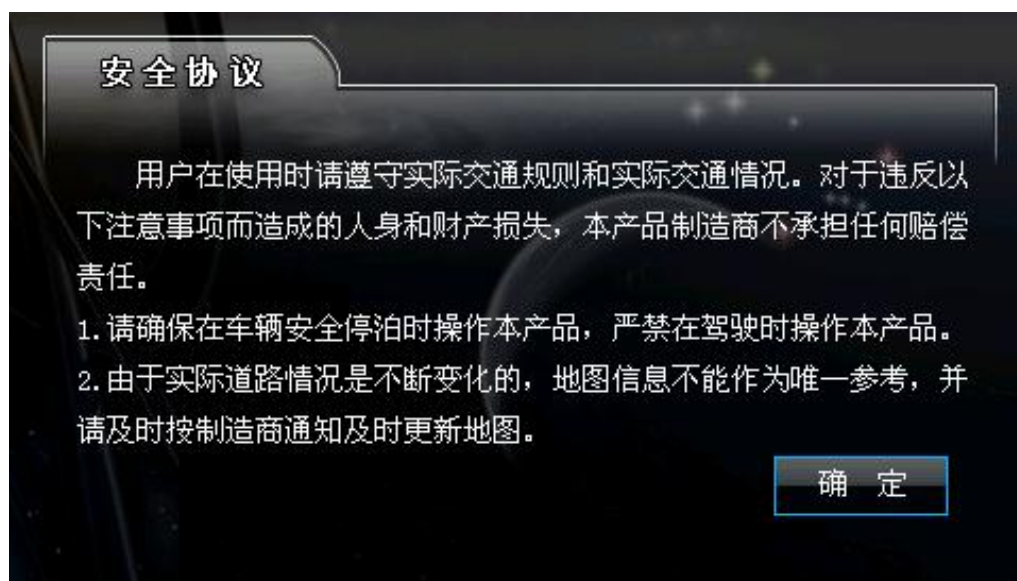 安全协议
用户在使用时请遵守实际交通规则和实际交通情况。对于违反以
下注意事项而造成的人身和财产损失，本产品制造商不承担任何赔偿
责任。
1.请确保在车辆安全停泊时操作本产品，严禁在驾驶时操作本产品。
2.由于实际道路情况是不断变化的，地图信息不能作为唯一参考，并
请及时按制造商通知及时更新地图。
确 定